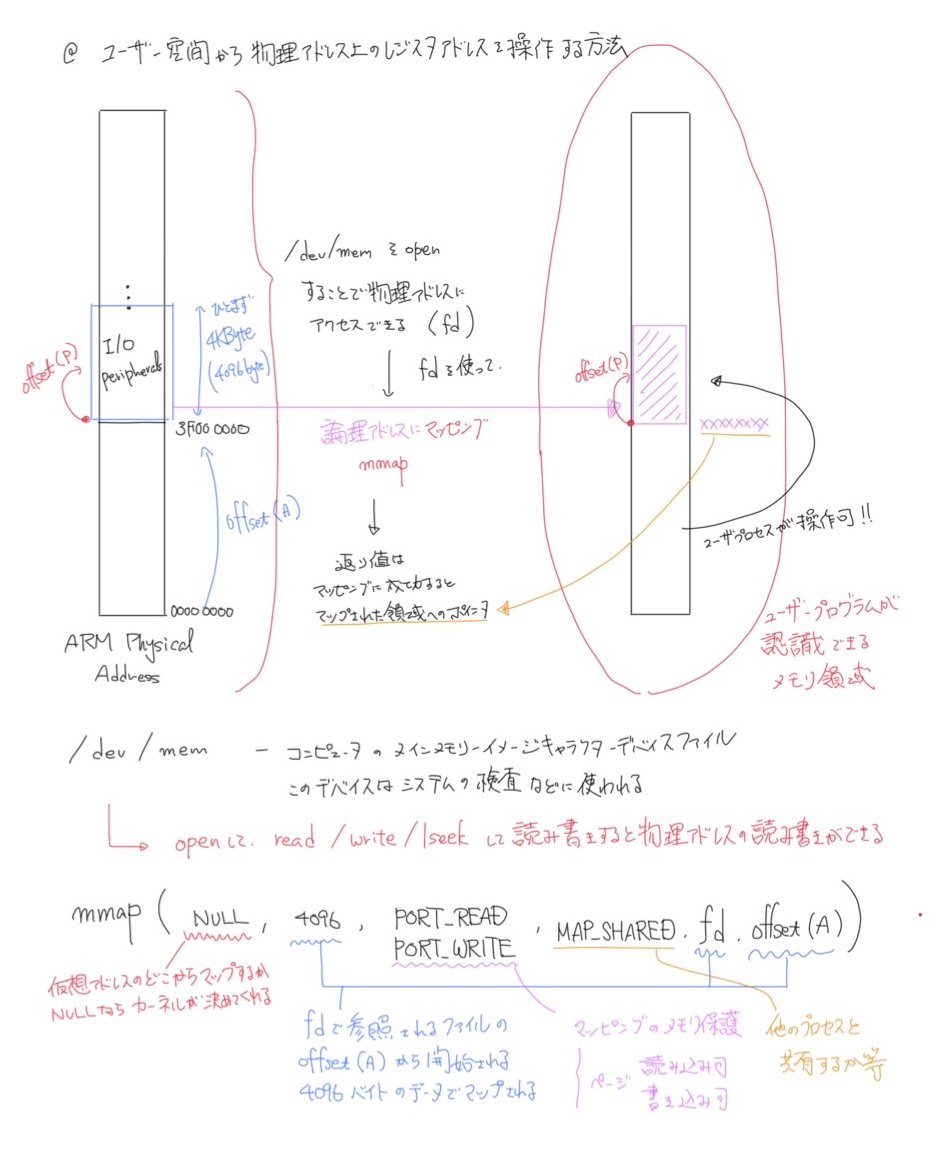 @ ユーザー空間から物理アドレス上のレジスタアドレスを操作する方法
/dev/mem を open
することで物理アドレスに
アクセスできる (fd)
fdを使って.
論理アドレスにマッピング
mmap
返り値は
マッピングに成功すると
マップされた領域へのポインタ
ひとまず
4KByte
(4096byte)
I/O
peripherals
offset(P)
3F00 0000
offset(A)
0000 0000
ARM Physical
Address
offset(P)
xxxxxxxx
ユーザプロセスが操作可!!
ユーザープログラムが
認識できる
メモリ領域
/dev/mem - コンピュータのメインメモリーイメージキャラクターデバイスファイル
このデバイスはシステムの検査などに使われる
openして. read/write/lseek して読み書きすると物理アドレスの読み書きができる
mmap( NULL, 4096, PORT_READ PORT_WRITE, MAP_SHARED, fd, offset(A))
仮想アドレスのどこからマップするか
NULLならカーネルが決めてくれる
fdで参照されるファイルの
offset(A)から開始される
4096バイトのデータでマップされる
マッピングのメモリ保護
ページ 読み込み可
書き込み可
他のプロセスと
共有するか等